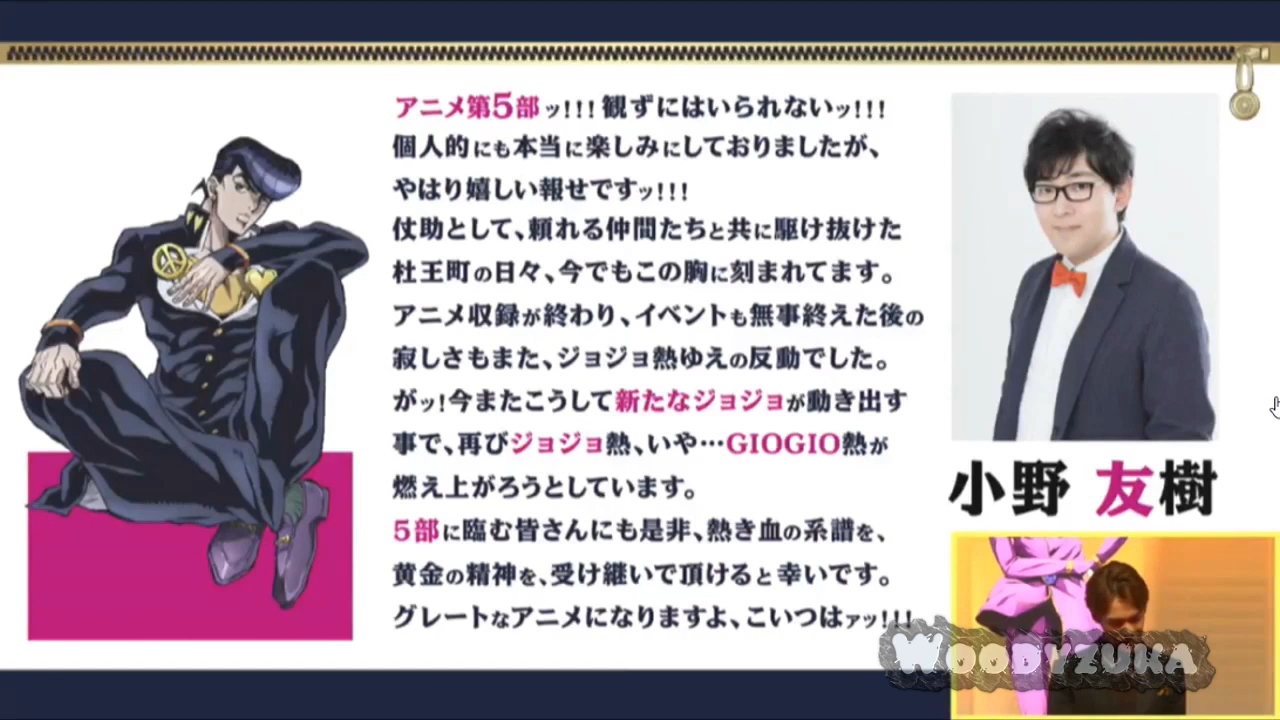 アニメ第5部ッ!!! 観ずにはいられないッ!!!
個人的にも本当に楽しみにしておりましたが、
やはり嬉しい報せですッ!!!
仗助として、頼れる仲間たちと共に駆け抜けた
杜王町の日々、今でもこの胸に刻まれてます。
アニメ収録が終わり、イベントも無事終えた後の
寂しさもまた、ジョジョ熱ゆえの反動でした。
がッ!今またこうして新たなジョジョが動き出す
事で、再びジョジョ熱、いや…GIOGIO熱が
燃え上がろうとしています。
5部に臨む皆さんにも是非、熱き血の系譜を、
黄金の精神を、受け継いで頂けると幸いです。
グレートなアニメになりますよ、こいつはァッ!!!
小野 友樹
WOODYZUKA